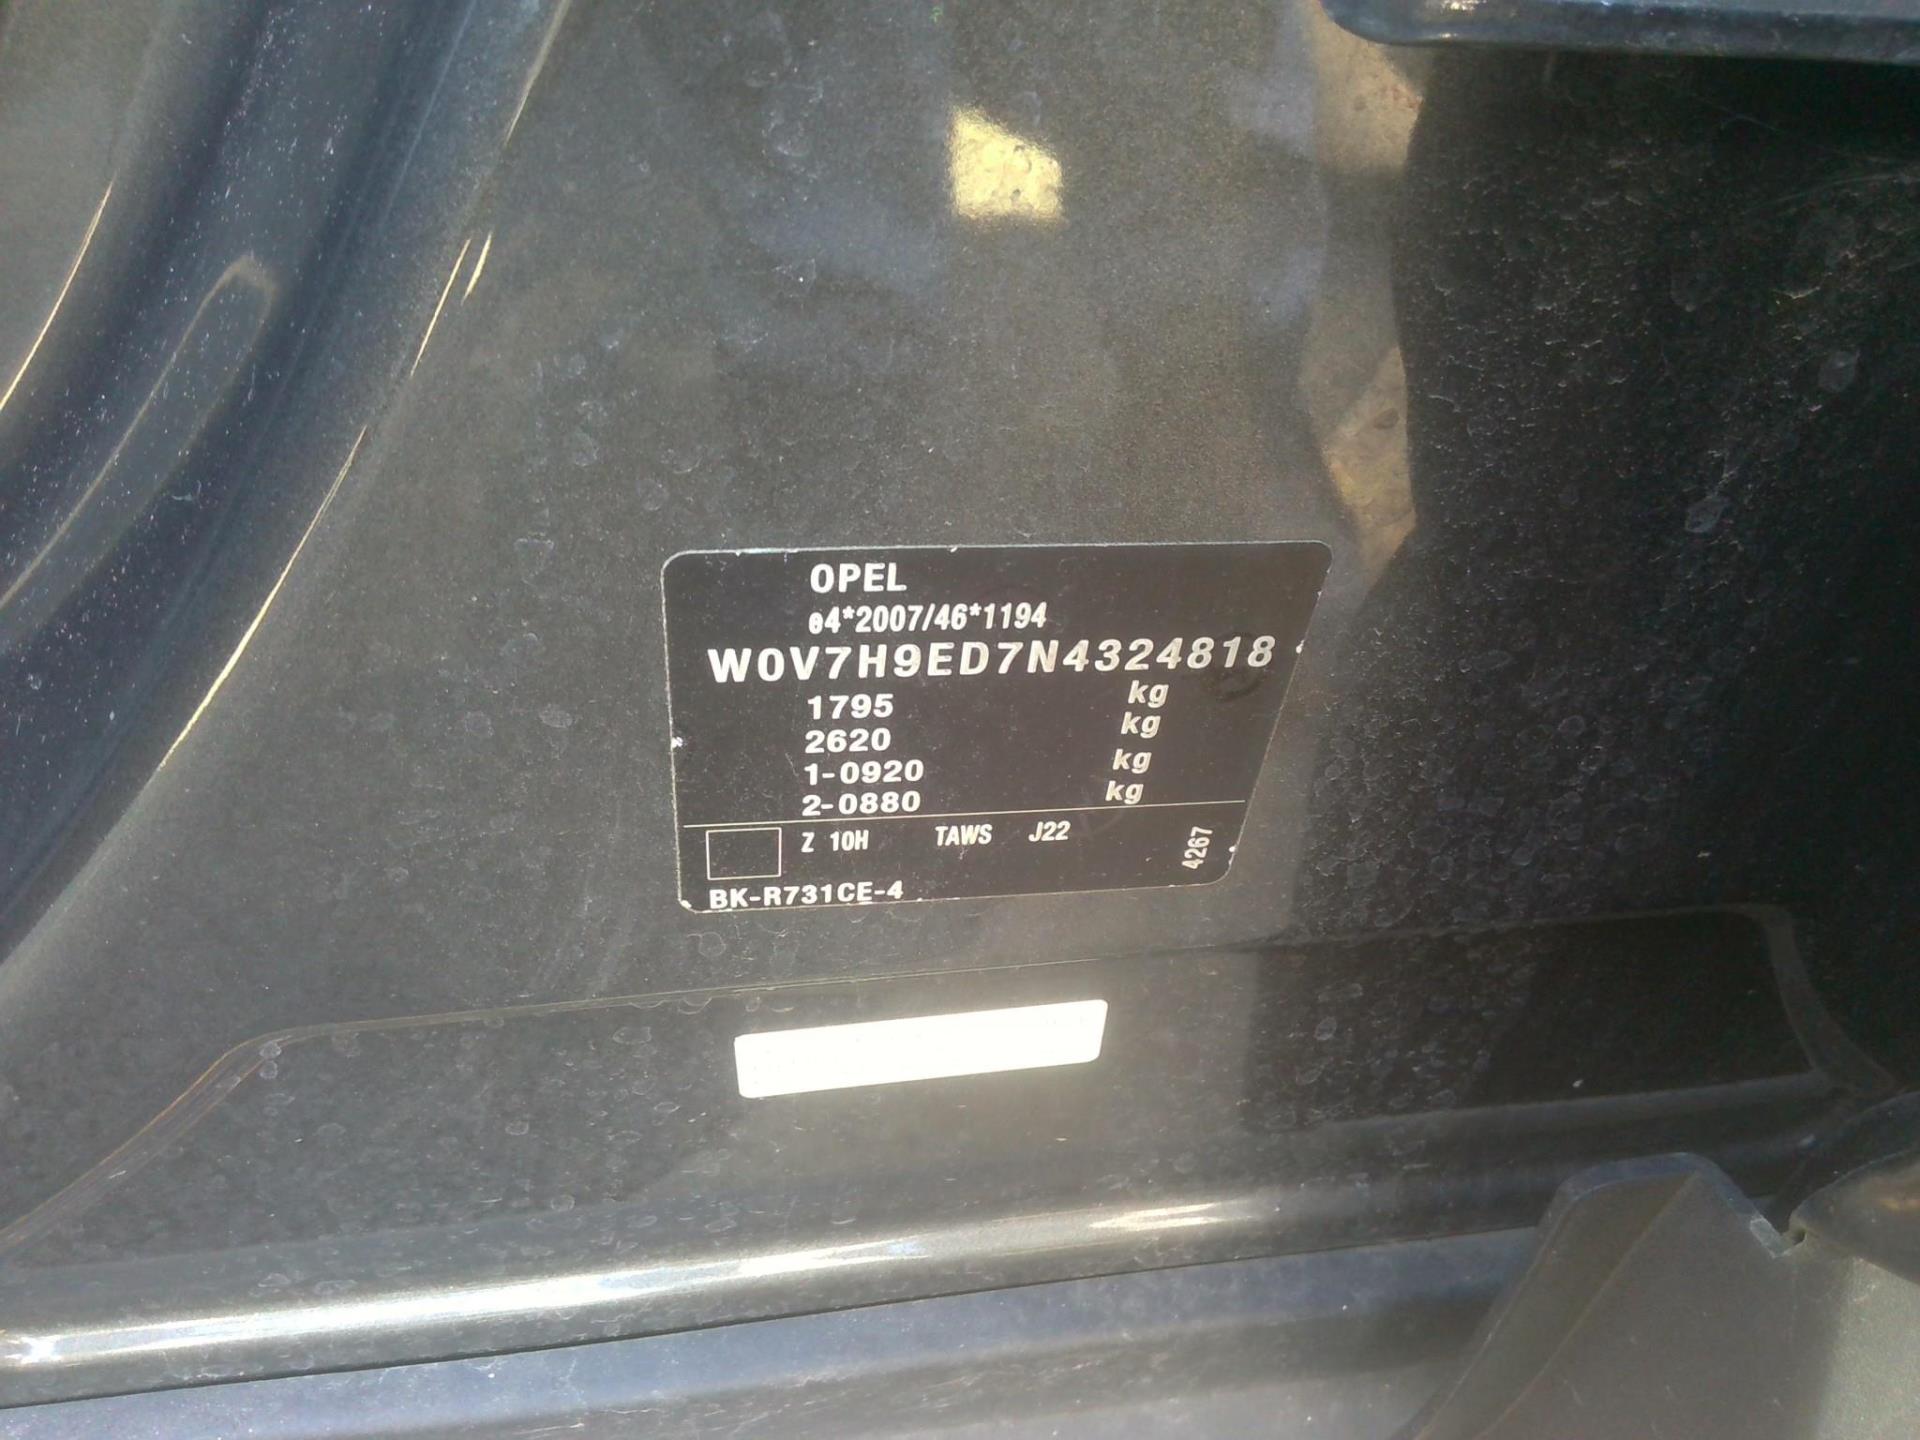 OPEL
e4*2007/46*1194
W0V7H9ED7N4324818
1795 kg
2620 kg
1-0920 kg
2-0880 kg
Z 10H TAWS J22
4267
BK-R731CE-4